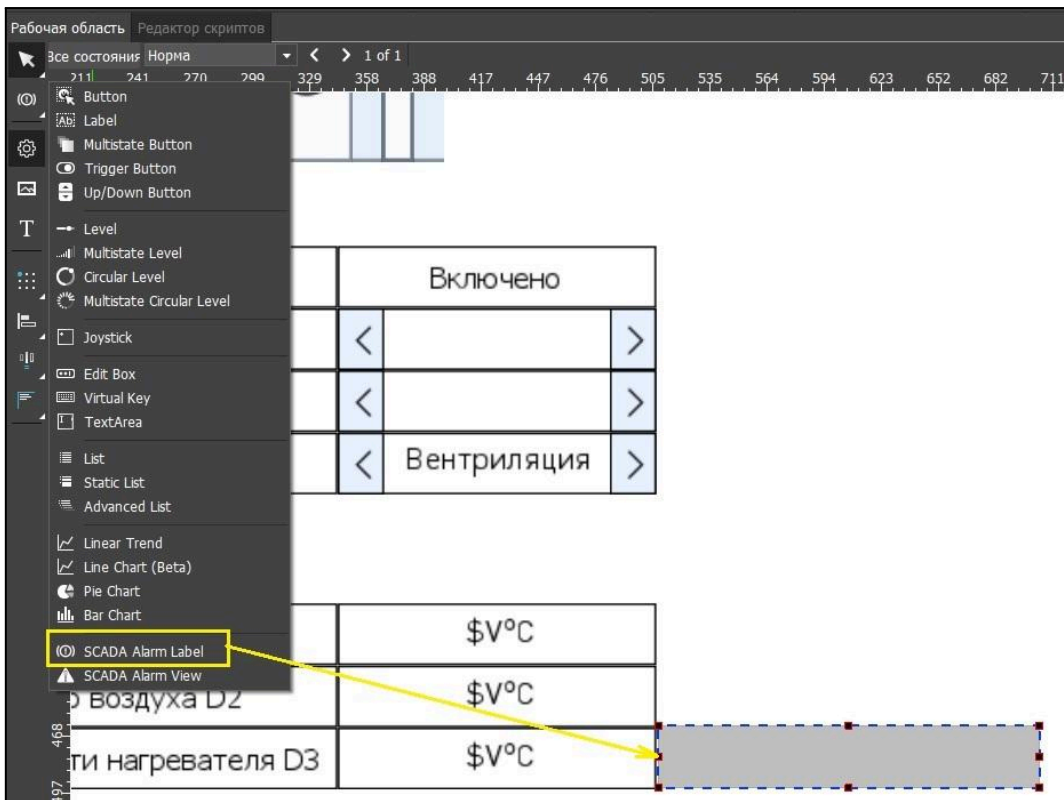 Рабочая область Редактор скриптов
Все состояния Норма 1 of 1
211 241 270 299 329 358 388 417 447 476 505 535 564 594 623 652 682 711
Button
Ab Label
Multistate Button
Trigger Button
Up/Down Button
T
Level
Multistate Level
Circular Level
Multistate Circular Level
Joystick
Edit Box
Virtual Key
TextArea
List
Static List
Advanced List
Linear Trend
Line Chart (Beta)
Pie Chart
Bar Chart
SCADA Alarm Label
SCADA Alarm View
Включено
Вентриляция
$V°C
воздуха D2 $V°C
468
ти нагревателя D3 $V°C
497